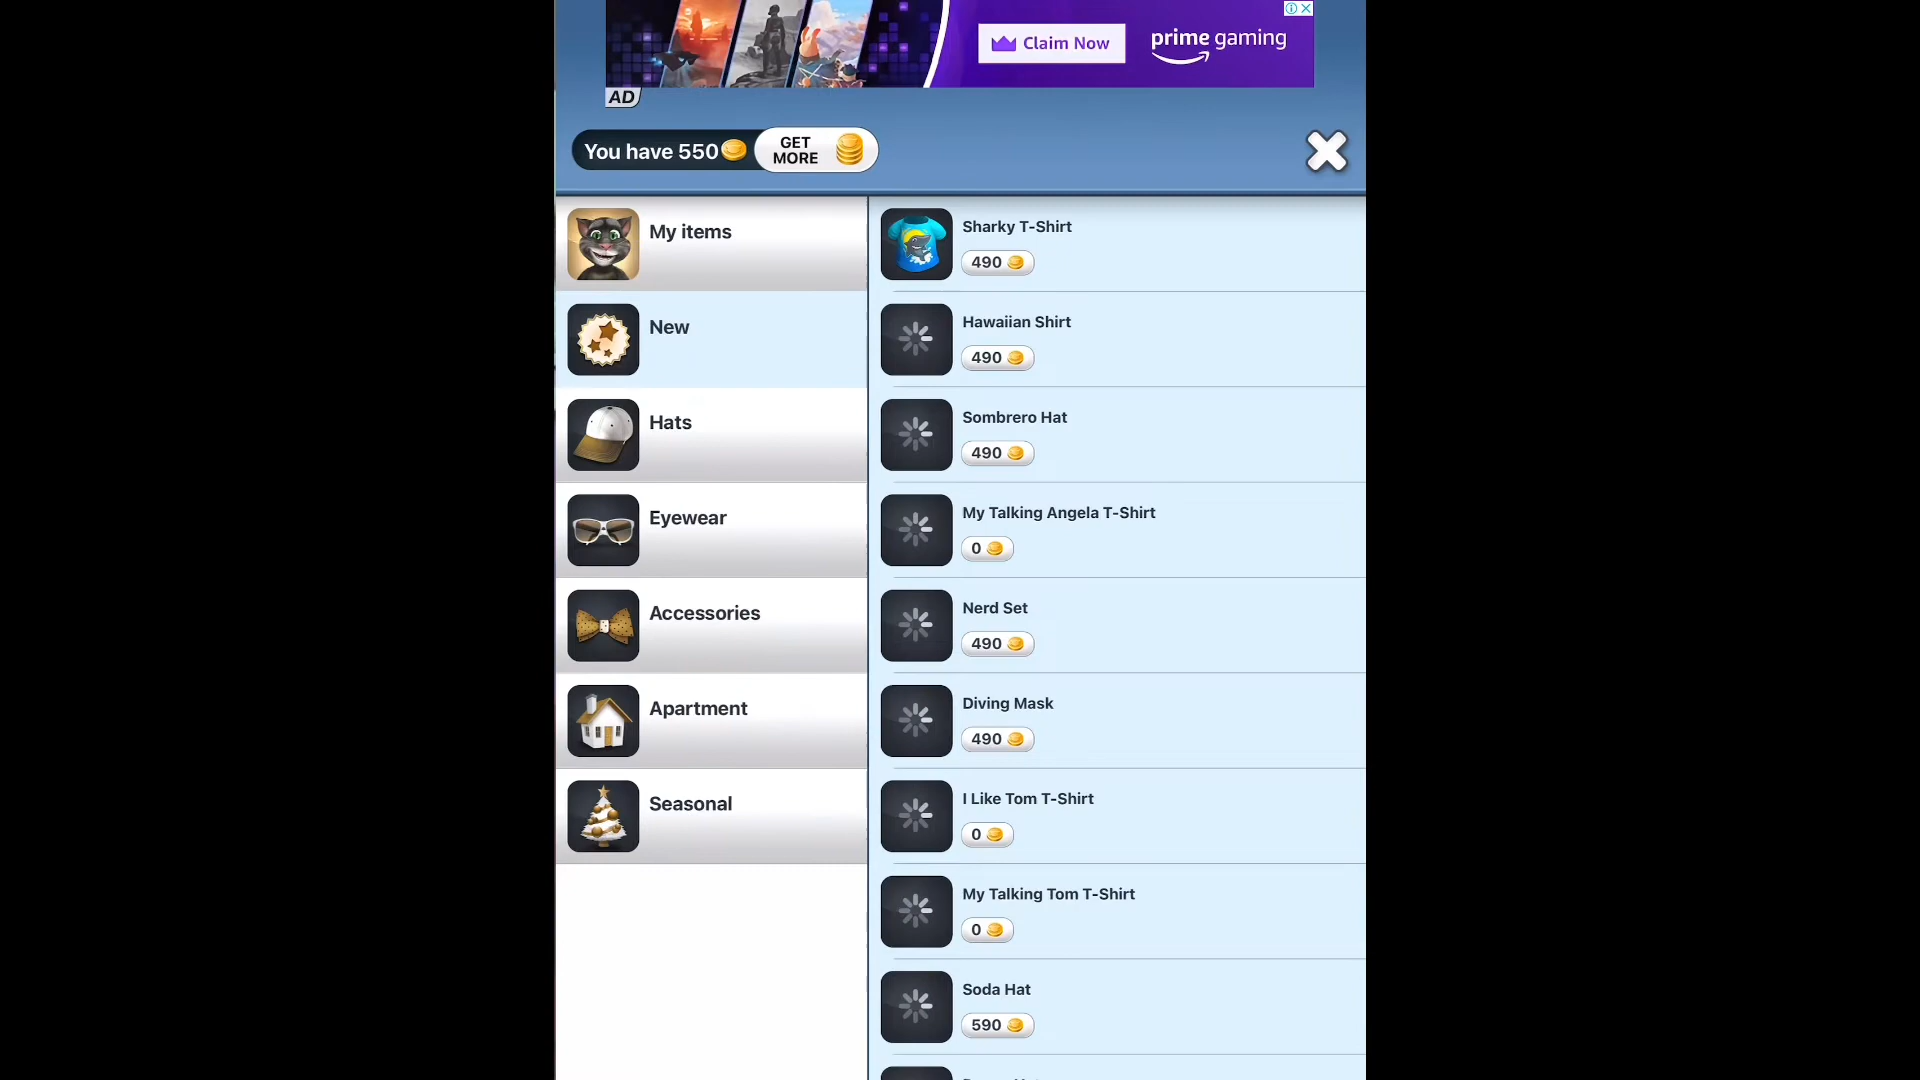 Claim Now
prime gaming
AD
You have 550
GET
MORE
My items
New
Hats
Eyewear
Accessories
Apartment
Seasonal
Sharky T-Shirt
490
Hawaiian Shirt
490
Sombrero Hat
490
My Talking Angela T-Shirt
0
Nerd Set
490
Diving Mask
490
I Like Tom T-Shirt
0
My Talking Tom T-Shirt
0
Soda Hat
590